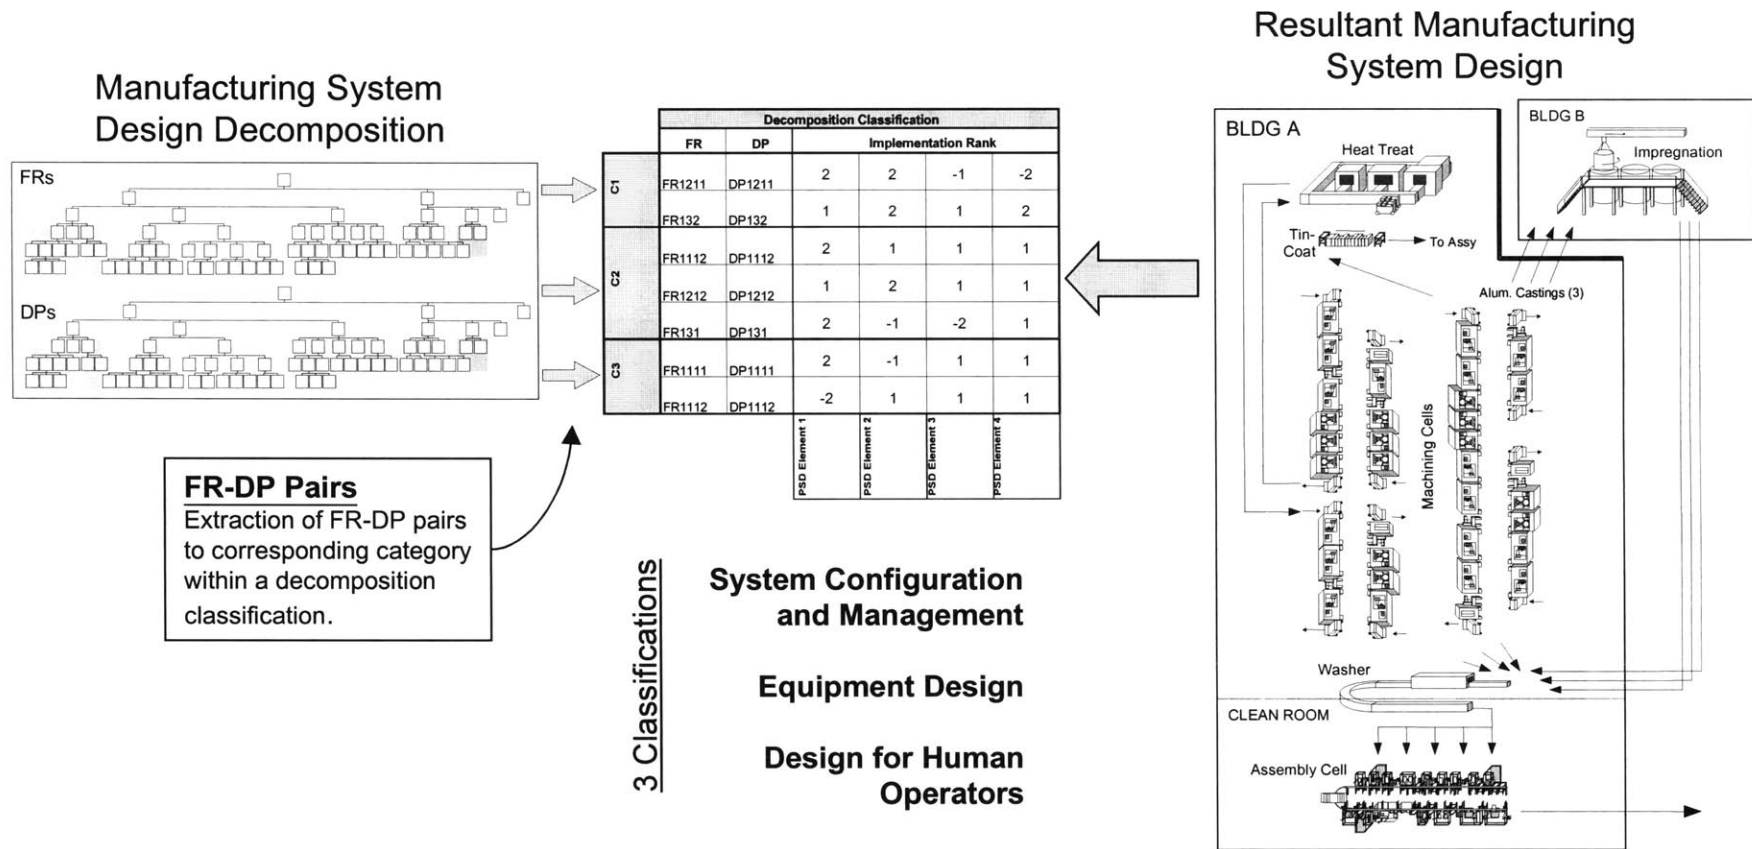 Manufacturing System
Design Decomposition
FRs
DPs
FR-DP Pairs
Extraction of FR-DP pairs
to corresponding category
within a decomposition
classification.
Decomposition Classification
FR DP Implementation Rank
C1
FR1211 DP1211 2 2 -1 -2
FR132 DP132 1 2 1 2
C2
FR1112 DP1112 2 1 1 1
FR1212 DP1212 1 2 1 1
FR131 DP131 2 -1 -2 1
C3
FR1111 DP1111 2 -1 1 1
FR1112 DP1112 -2 1 1 1
PSD Element 1
PSD Element 2
PSD Element 3
PSD Element 4
3 Classifications
System Configuration
and Management
Equipment Design
Design for Human
Operators
Resultant Manufacturing
System Design
BLDG A
BLDG B
Heat Treat
Impregnation
Tin-
Coat
To Assy
Alum. Castings (3)
Machining Cells
Washer
CLEAN ROOM
Assembly Cell